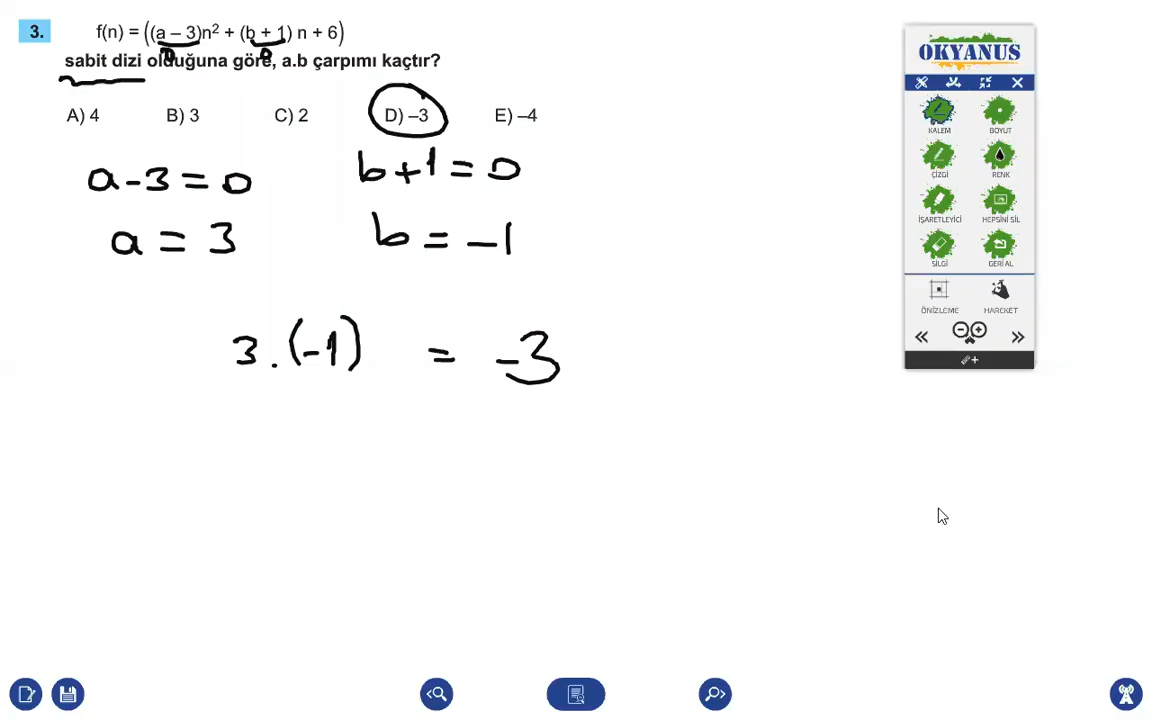 3. f(n) = ((a – 3)n² + (b + 1) n + 6)
0 0
sabit dizi olduğuna göre, a.b çarpımı kaçtır?
A) 4 B) 3 C) 2 D) –3 E) –4
a - 3 = 0 b + 1 = 0
a = 3 b = -1
3 . (-1) = -3
OKYANUS
KALEM BOYUT
ÇİZGİ RENK
İŞARETLEYİCİ HEPSİNİ SİL
SİLGİ GERİ AL
ÖNİZLEME HAREKET